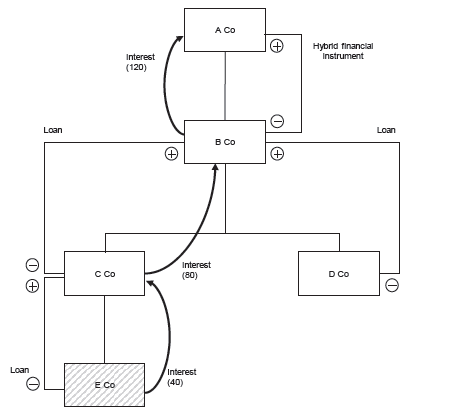 A Co
+
Hybrid financial
instrument
Interest
(120)
−
Loan
B Co
Loan
+
+
Interest
(80)
−
+
C Co
D Co
−
Loan
−
E Co
Interest
(40)